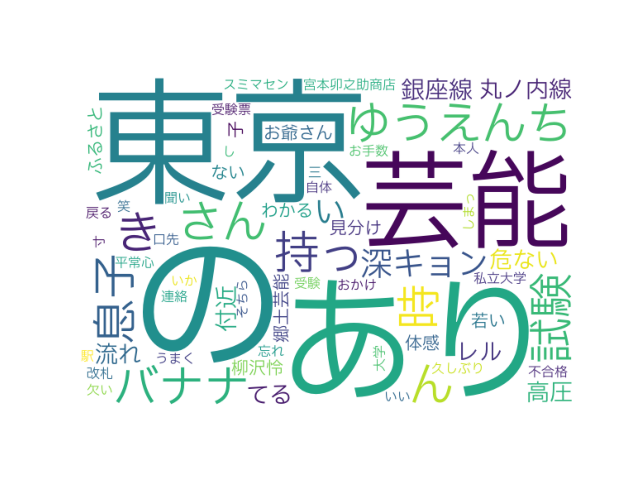 スミマセン
宮本卯之助商店
銀座線
丸ノ内線
東京
受験票
子
お爺さん
ゆうえんち
ふるさと
ない
し
お手数
本人
三
自体
芸能
聞い
わかる
い
戻る
笑
き
さん
見分け
しまっ
す
口先
持つ
深キョン
危ない
平常心
の
あり
息子
いか
連絡
付近
そちら
郷土芸能
受験
おかけ
時
私立大学
試験
若い
駅
流れ
うまく
忘れ
体感
レル
改札
バナナ
柳沢怜
大学
久しぶり
不合格
欠い
てる
いい
ん
高圧